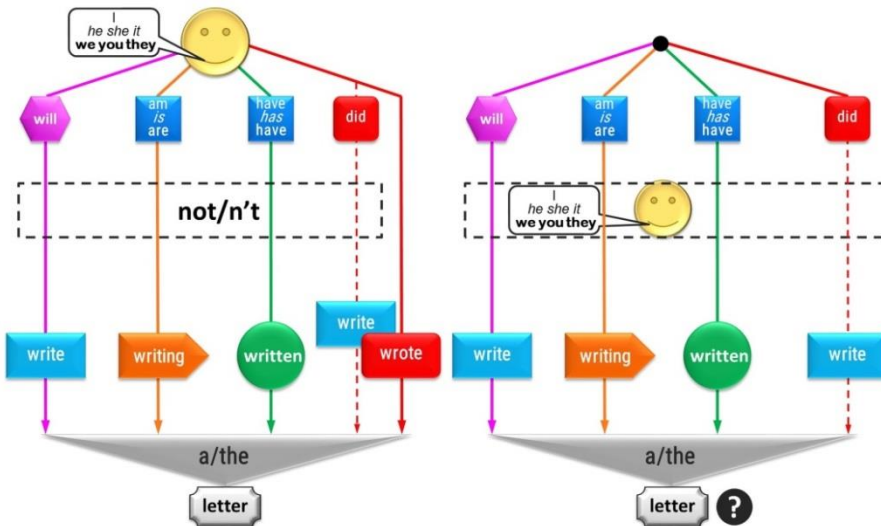 I
he she it
we you they
will
am
is
are
have
has
have
did
not/n't
write
writing
written
write
wrote
a/the
letter
will
am
is
are
have
has
have
did
I
he she it
we you they
write
writing
written
write
a/the
letter ?